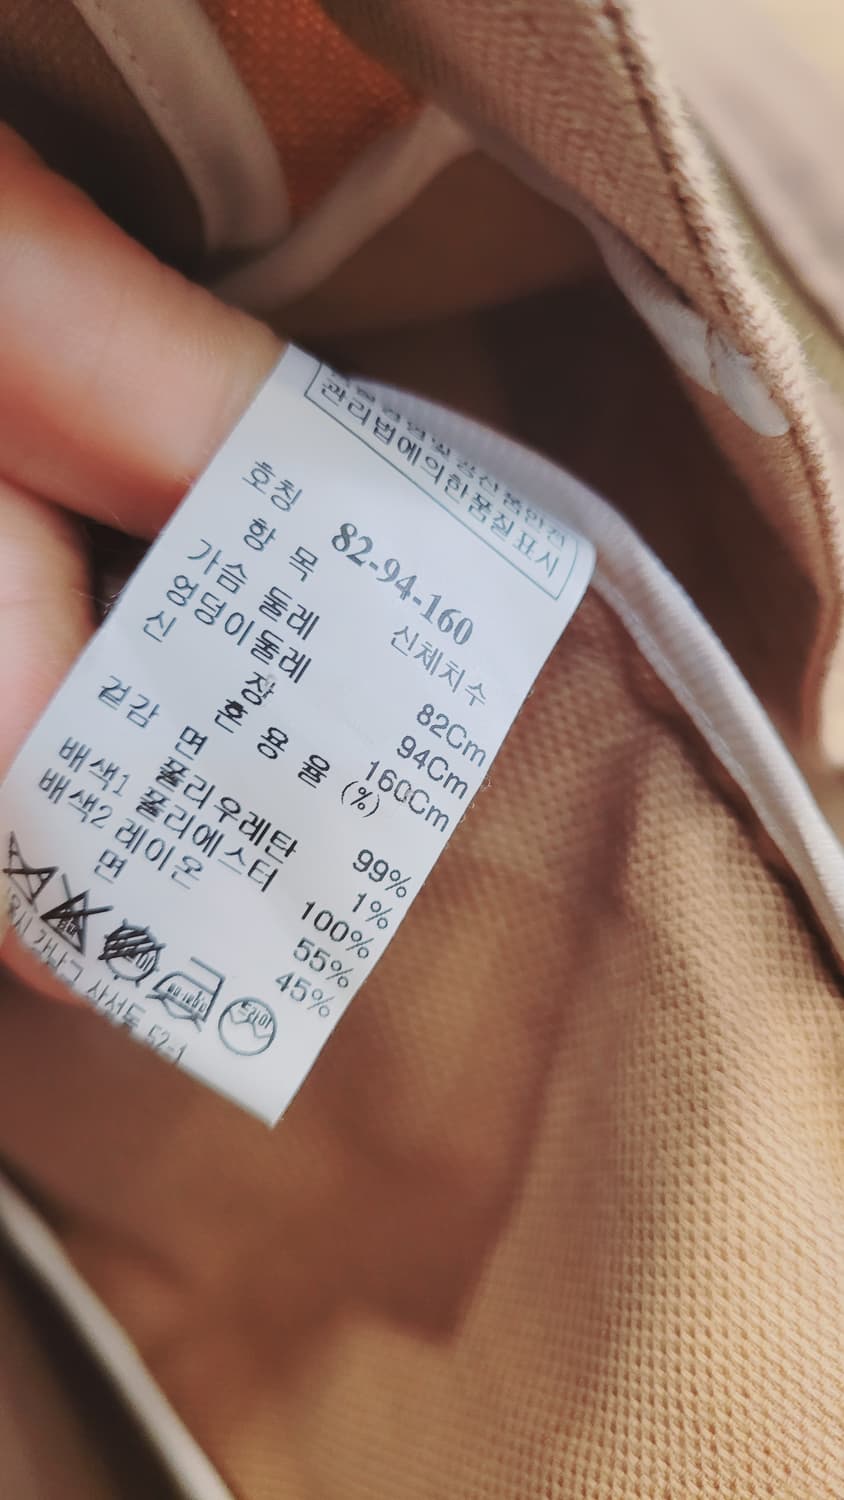 관리법에의한품질표시
호칭 82-94-160
항 목 신체치수
가슴 둘레 82Cm
엉덩이둘레 94Cm
신 장 160Cm
혼 용 율 (%)
겉감 면 99%
폴리우레탄 1%
배색1 폴리에스터 100%
배색2 레이온 55%
면 45%
드라이